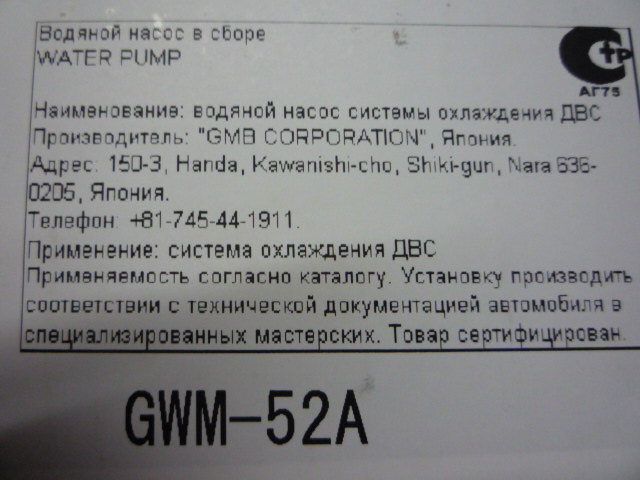 Водяной насос в сборе
WATER PUMP
стр
АГ75
Наименование: водяной насос системы охлаждения ДВС
Производитель: "GMB CORPORATION", Япония.
Адрес: 150-3, Handa, Kawanishi-cho, Shiki-gun, Nara 636-
0205, Япония.
Телефон: +81-745-44-1911.
Применение: система охлаждения ДВС
Применяемость согласно каталогу. Установку производить
соответствии с технической документацией автомобиля в
специализированных мастерских. Товар сертифицирован.
GWM-52A